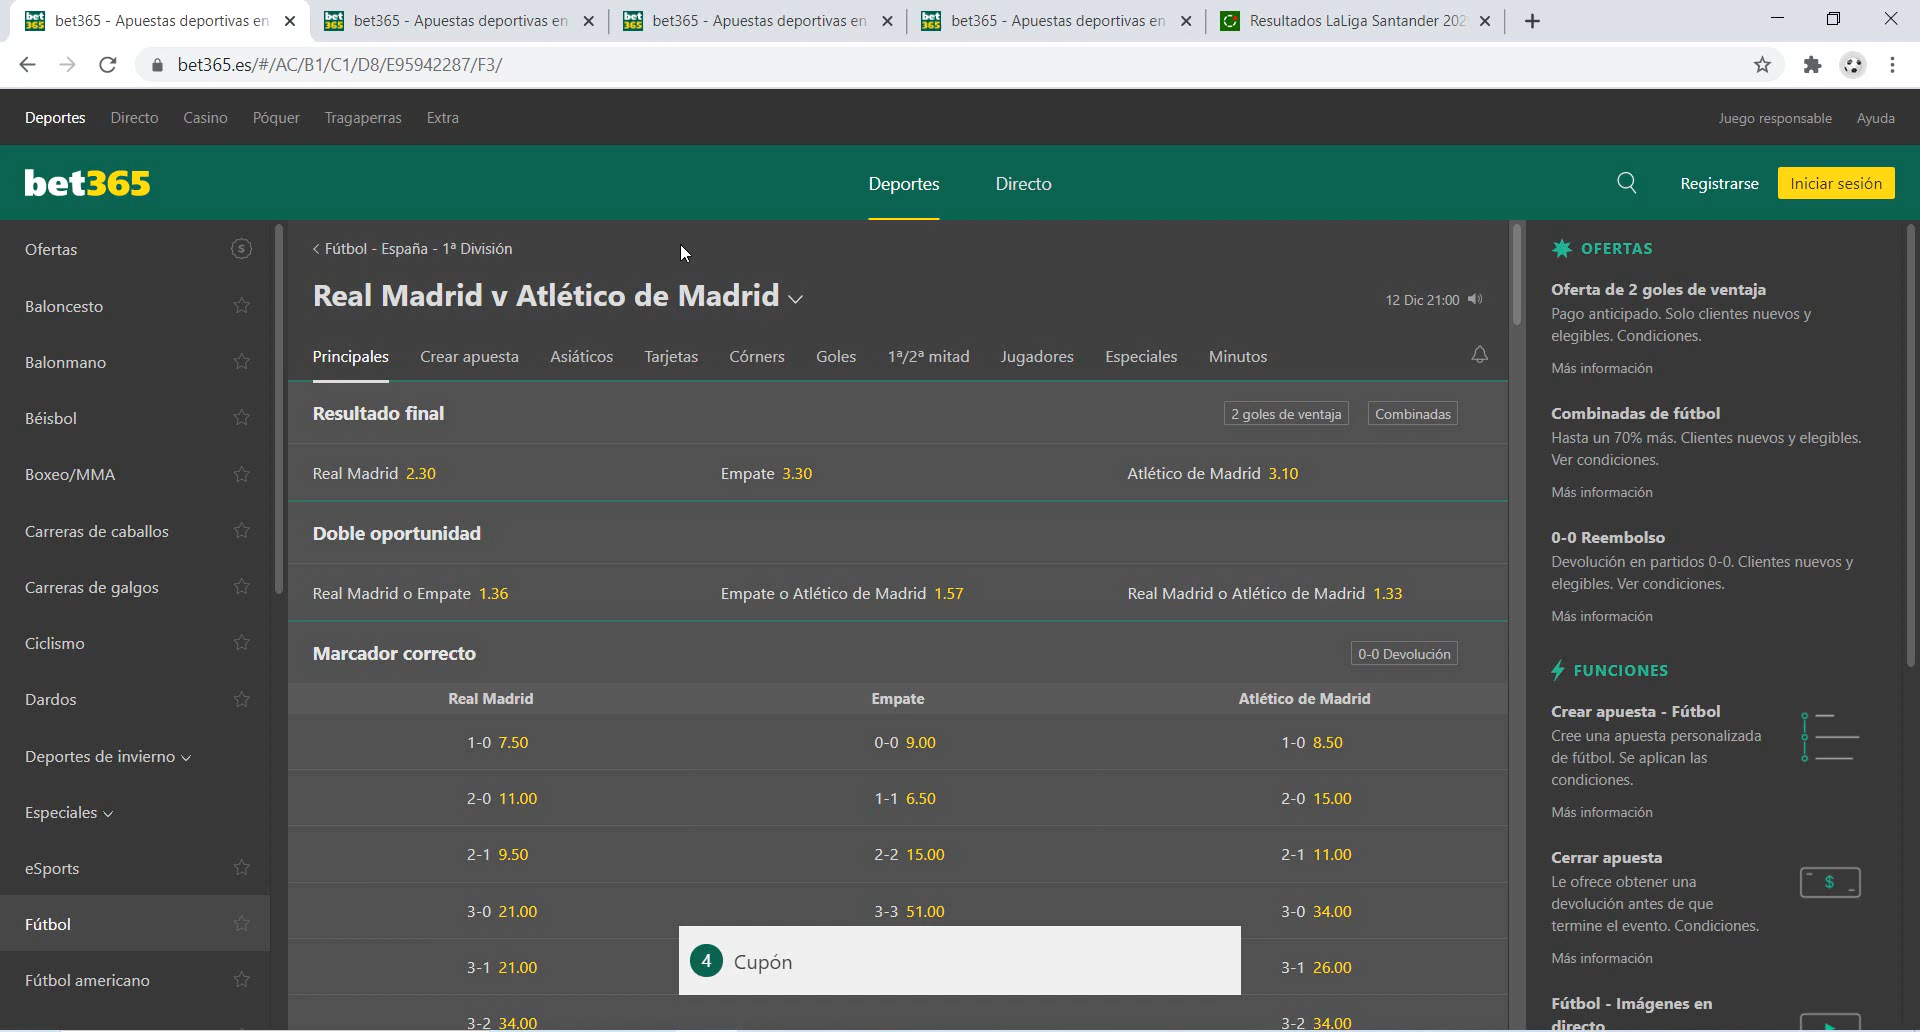 bet365 - Apuestas deportivas en
bet365 - Apuestas deportivas en
bet365 - Apuestas deportivas en
bet365 - Apuestas deportivas en
Resultados LaLiga Santander 202
bet365.es/#/AC/B1/C1/D8/E95942287/F3/
Deportes Directo Casino Póquer Tragaperras Extra
Juego responsable Ayuda
bet365
Deportes Directo
Registrarse Iniciar sesión
Ofertas
Baloncesto
Balonmano
Béisbol
Boxeo/MMA
Carreras de caballos
Carreras de galgos
Ciclismo
Dardos
Deportes de invierno
Especiales
eSports
Fútbol
Fútbol americano
Fútbol - España - 1ª División
Real Madrid v Atlético de Madrid
12 Dic 21:00
Principales Crear apuesta Asiáticos Tarjetas Córners Goles 1ª/2ª mitad Jugadores Especiales Minutos
Resultado final
2 goles de ventaja Combinadas
Real Madrid 2.30 Empate 3.30 Atlético de Madrid 3.10
Doble oportunidad
Real Madrid o Empate 1.36 Empate o Atlético de Madrid 1.57 Real Madrid o Atlético de Madrid 1.33
Marcador correcto
0-0 Devolución
Real Madrid Empate Atlético de Madrid
1-0 7.50 0-0 9.00 1-0 8.50
2-0 11.00 1-1 6.50 2-0 15.00
2-1 9.50 2-2 15.00 2-1 11.00
3-0 21.00 3-3 51.00 3-0 34.00
3-1 21.00 3-1 26.00
3-2 34.00 3-2 34.00
4 Cupón
OFERTAS
Oferta de 2 goles de ventaja
Pago anticipado. Solo clientes nuevos y
elegibles. Condiciones.
Más información
Combinadas de fútbol
Hasta un 70% más. Clientes nuevos y elegibles.
Ver condiciones.
Más información
0-0 Reembolso
Devolución en partidos 0-0. Clientes nuevos y
elegibles. Ver condiciones.
Más información
FUNCIONES
Crear apuesta - Fútbol
Cree una apuesta personalizada
de fútbol. Se aplican las
condiciones.
Más información
Cerrar apuesta
Le ofrece obtener una
devolución antes de que
termine el evento. Condiciones.
Más información
Fútbol - Imágenes en
directo